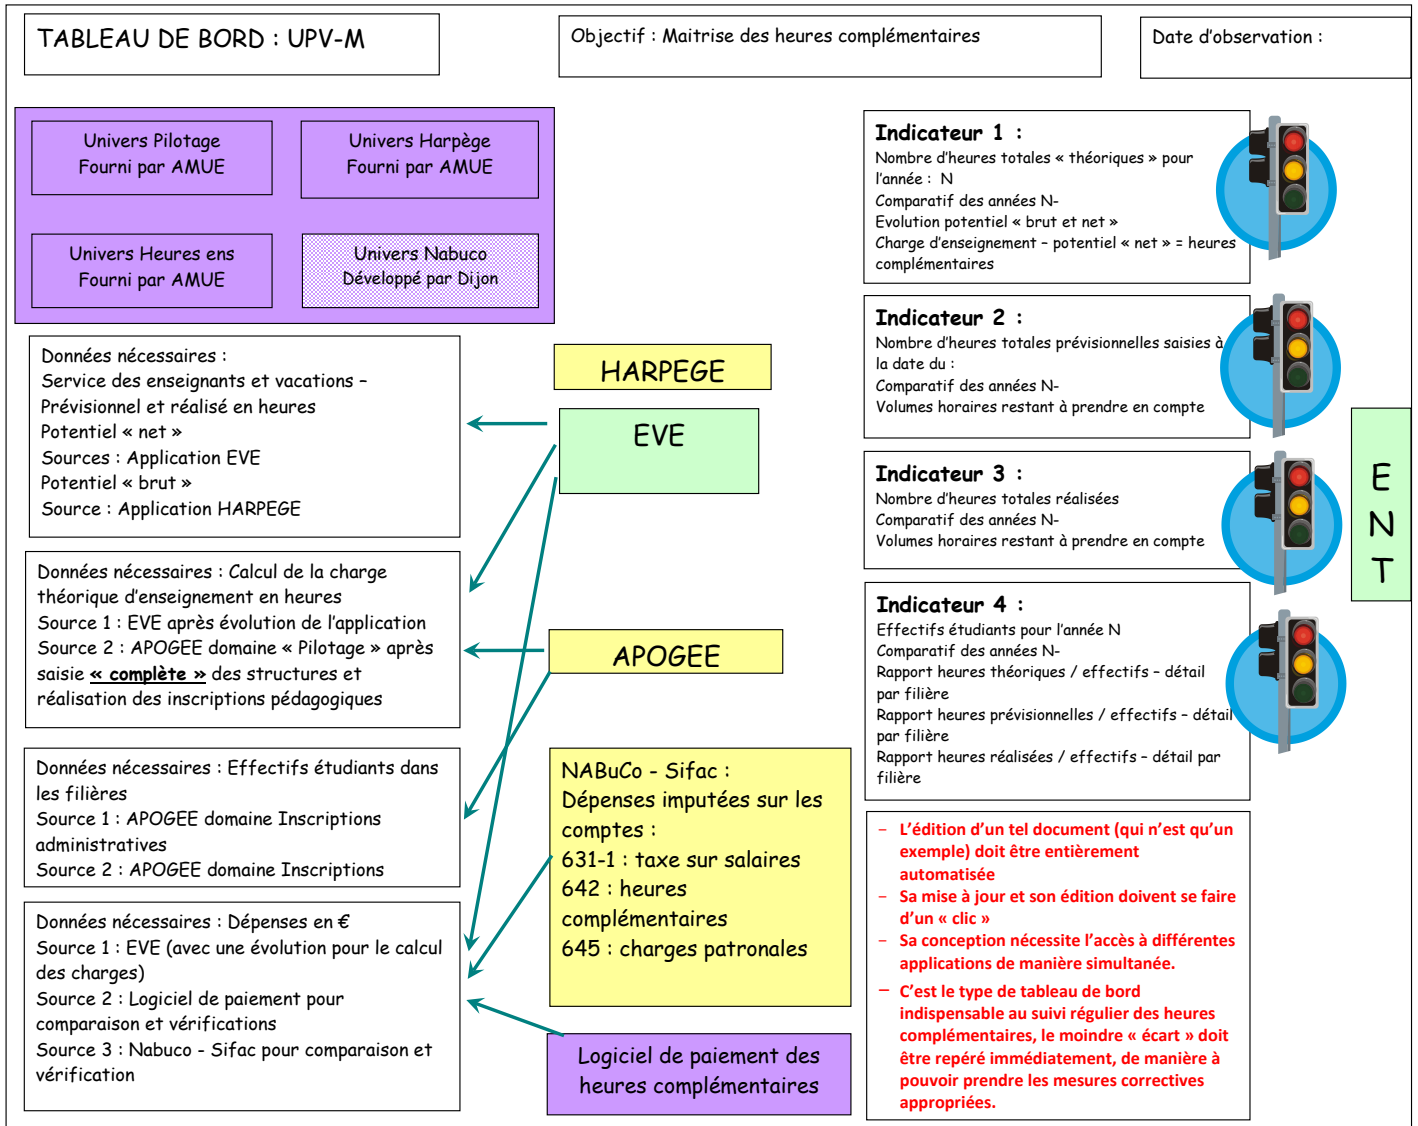 TABLEAU DE BORD : UPV-M
Objectif : Maitrise des heures complémentaires
Date d'observation :
Univers Pilotage
Fourni par AMUE
Univers Harpège
Fourni par AMUE
Univers Heures ens
Fourni par AMUE
Univers Nabuco
Développé par Dijon
Données nécessaires :
Service des enseignants et vacations –
Prévisionnel et réalisé en heures
Potentiel « net »
Sources : Application EVE
Potentiel « brut »
Source : Application HARPEGE
Données nécessaires : Calcul de la charge
théorique d'enseignement en heures
Source 1 : EVE après évolution de l'application
Source 2 : APOGEE domaine « Pilotage » après
saisie « complète » des structures et
réalisation des inscriptions pédagogiques
Données nécessaires : Effectifs étudiants dans
les filières
Source 1 : APOGEE domaine Inscriptions
administratives
Source 2 : APOGEE domaine Inscriptions
Données nécessaires : Dépenses en €
Source 1 : EVE (avec une évolution pour le calcul
des charges)
Source 2 : Logiciel de paiement pour
comparaison et vérifications
Source 3 : Nabuco - Sifac pour comparaison et
vérification
HARPEGE
EVE
APOGEE
NABuCo - Sifac :
Dépenses imputées sur les
comptes :
631-1 : taxe sur salaires
642 : heures
complémentaires
645 : charges patronales
Logiciel de paiement des
heures complémentaires
Indicateur 1 :
Nombre d'heures totales « théoriques » pour
l'année : N
Comparatif des années N-
Evolution potentiel « brut et net »
Charge d'enseignement – potentiel « net » = heures
complémentaires
Indicateur 2 :
Nombre d'heures totales prévisionnelles saisies à
la date du :
Comparatif des années N-
Volumes horaires restant à prendre en compte
Indicateur 3 :
Nombre d'heures totales réalisées
Comparatif des années N-
Volumes horaires restant à prendre en compte
Indicateur 4 :
Effectifs étudiants pour l'année N
Comparatif des années N-
Rapport heures théoriques / effectifs – détail
par filière
Rapport heures prévisionnelles / effectifs – détail
par filière
Rapport heures réalisées / effectifs – détail par
filière
– L'édition d'un tel document (qui n'est qu'un
exemple) doit être entièrement
automatisée
– Sa mise à jour et son édition doivent se faire
d'un « clic »
– Sa conception nécessite l'accès à différentes
applications de manière simultanée.
– C'est le type de tableau de bord
indispensable au suivi régulier des heures
complémentaires, le moindre « écart » doit
être repéré immédiatement, de manière à
pouvoir prendre les mesures correctives
appropriées.
E
N
T